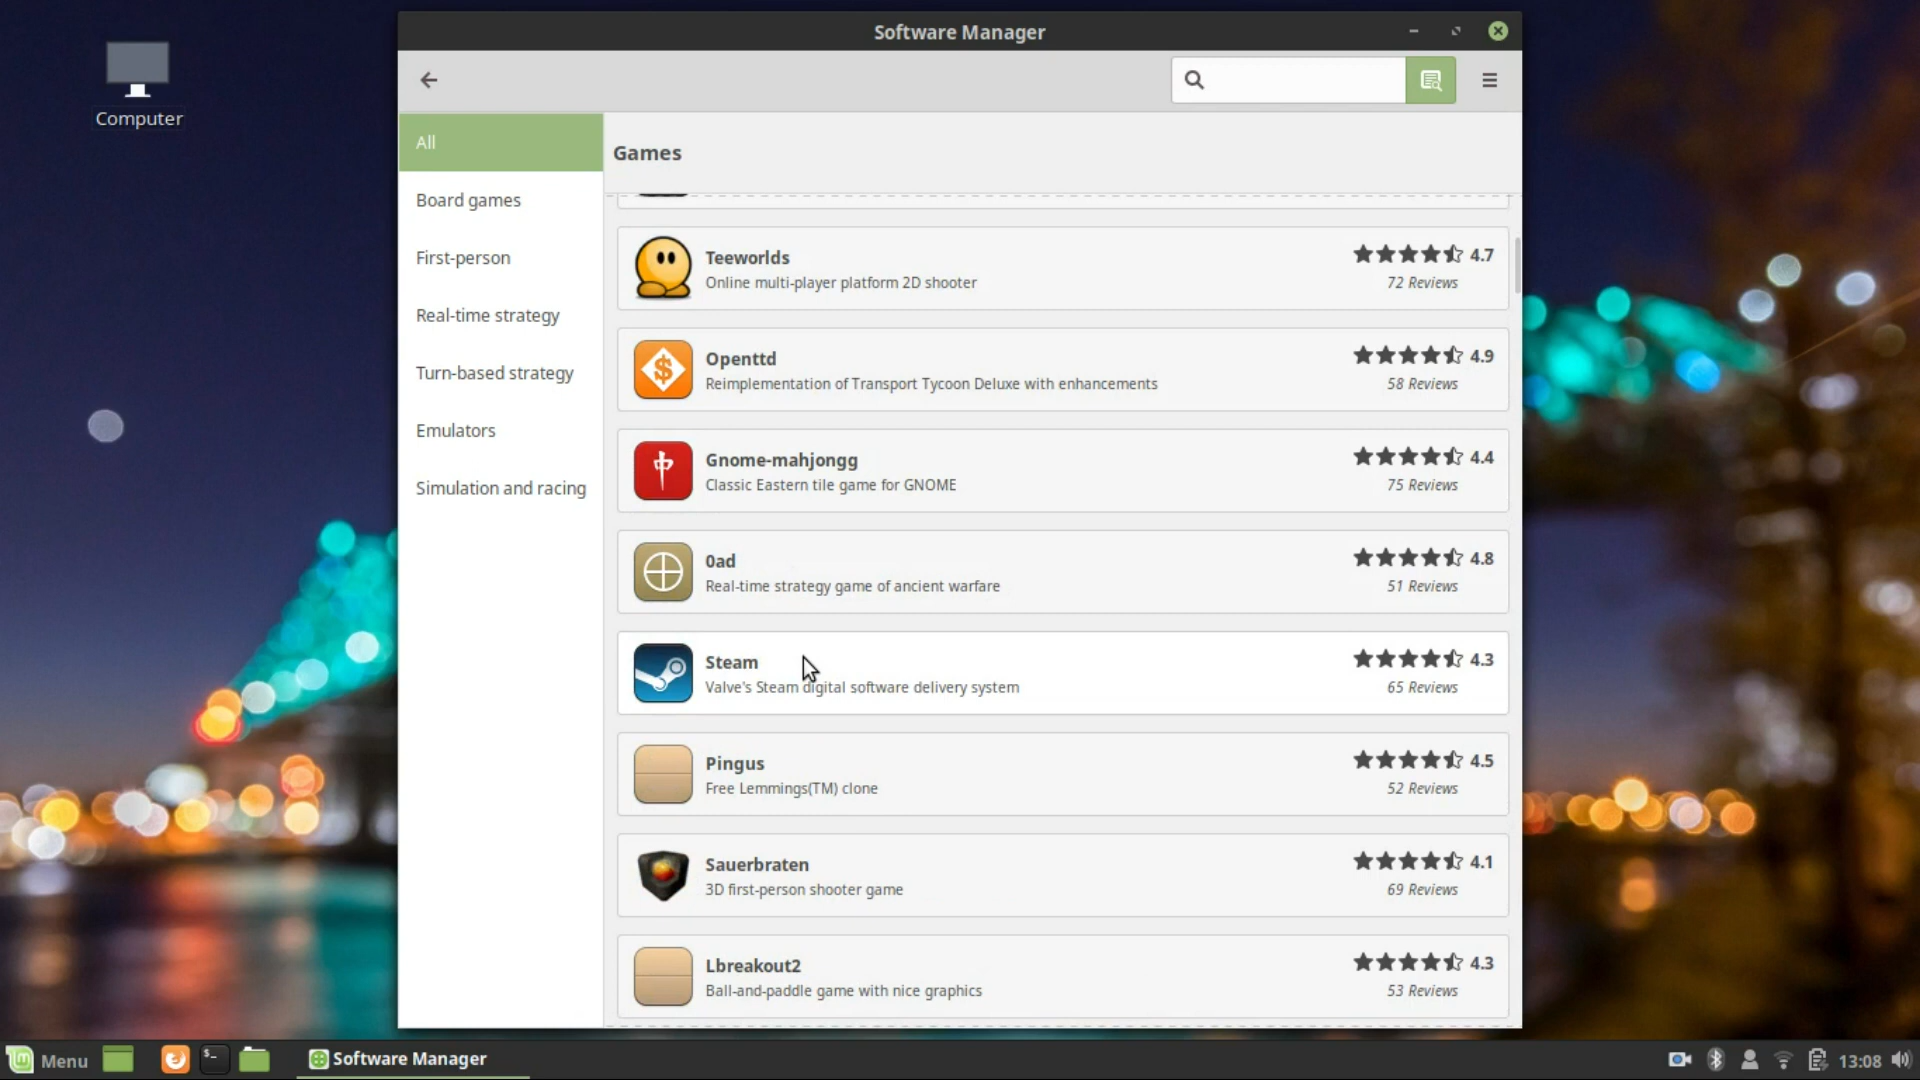 Software Manager
Computer
All
Board games
First-person
Real-time strategy
Turn-based strategy
Emulators
Simulation and racing
Games
Teeworlds
4.7
Online multi-player platform 2D shooter
72 Reviews
Openttd
4.9
Reimplementation of Transport Tycoon Deluxe with enhancements
58 Reviews
Gnome-mahjongg
4.4
Classic Eastern tile game for GNOME
75 Reviews
0ad
4.8
Real-time strategy game of ancient warfare
51 Reviews
Steam
4.3
Valve's Steam digital software delivery system
65 Reviews
Pingus
4.5
Free Lemmings(TM) clone
52 Reviews
Sauerbraten
4.1
3D first-person shooter game
69 Reviews
Lbreakout2
4.3
Ball-and-paddle game with nice graphics
53 Reviews
Menu
$-
Software Manager
13:08